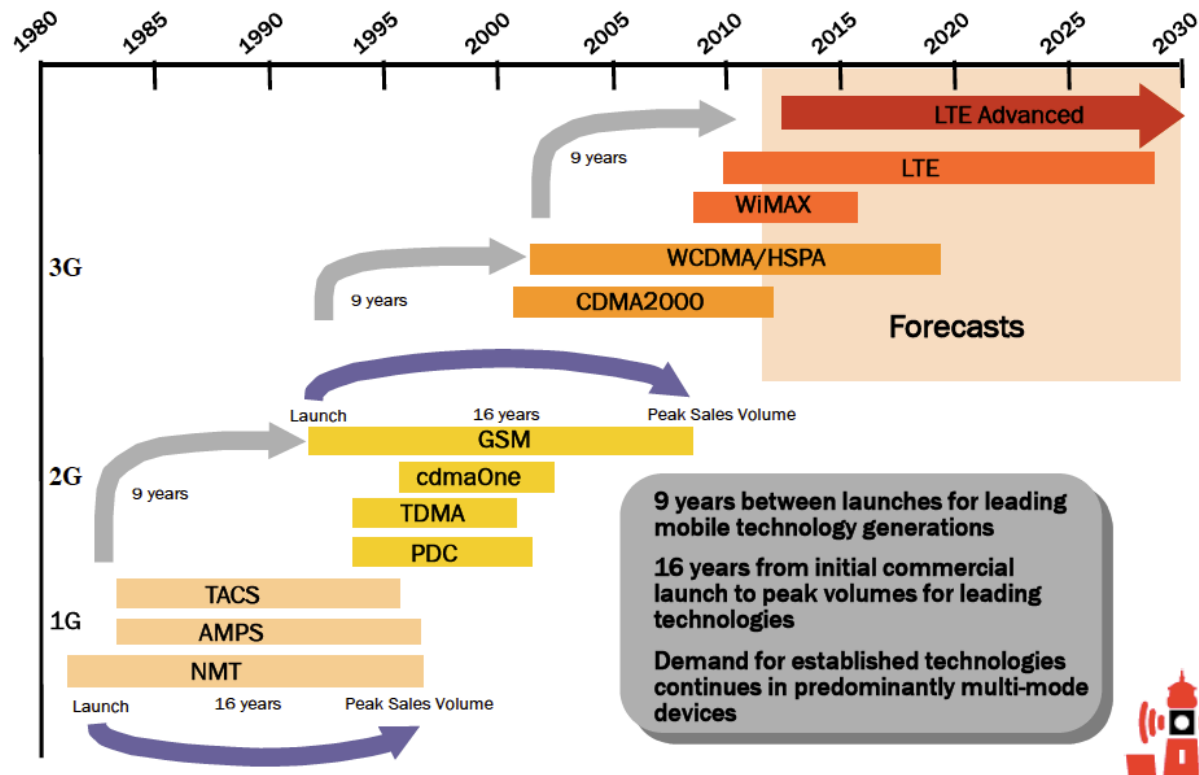 1980 1985 1990 1995 2000 2005 2010 2015 2020 2025 2030
LTE Advanced
9 years
LTE
WiMAX
3G
WCDMA/HSPA
9 years
CDMA2000
Forecasts
Launch 16 years Peak Sales Volume
GSM
2G
cdmaOne
9 years
TDMA
PDC
TACS
1G
AMPS
NMT
Launch 16 years Peak Sales Volume
9 years between launches for leading
mobile technology generations
16 years from initial commercial
launch to peak volumes for leading
technologies
Demand for established technologies
continues in predominantly multi-mode
devices